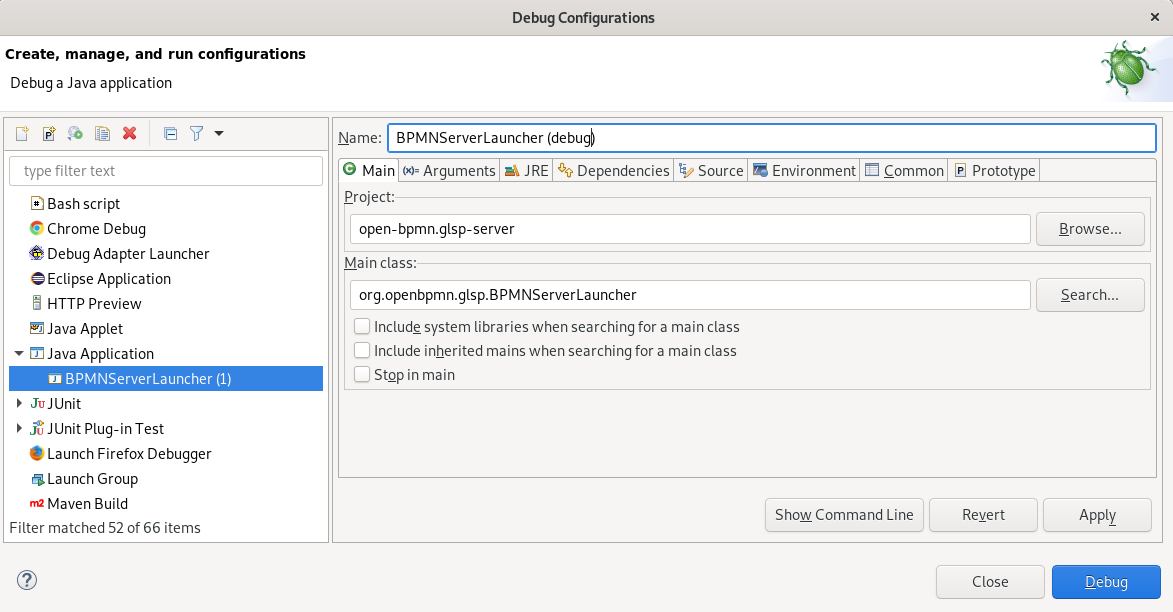 Debug Configurations
Create, manage, and run configurations
Debug a Java application
type filter text
Bash script
Chrome Debug
Debug Adapter Launcher
Eclipse Application
HTTP Preview
Java Applet
Java Application
BPMNServerLauncher (1)
JUnit
JUnit Plug-in Test
Launch Firefox Debugger
Launch Group
m2 Maven Build
Filter matched 52 of 66 items
Name: BPMNServerLauncher (debug)
Main (x)= Arguments JRE Dependencies Source Environment Common Prototype
Project:
open-bpmn.glsp-server Browse...
Main class:
org.openbpmn.glsp.BPMNServerLauncher Search...
Include system libraries when searching for a main class
Include inherited mains when searching for a main class
Stop in main
Show Command Line Revert Apply
? Close Debug